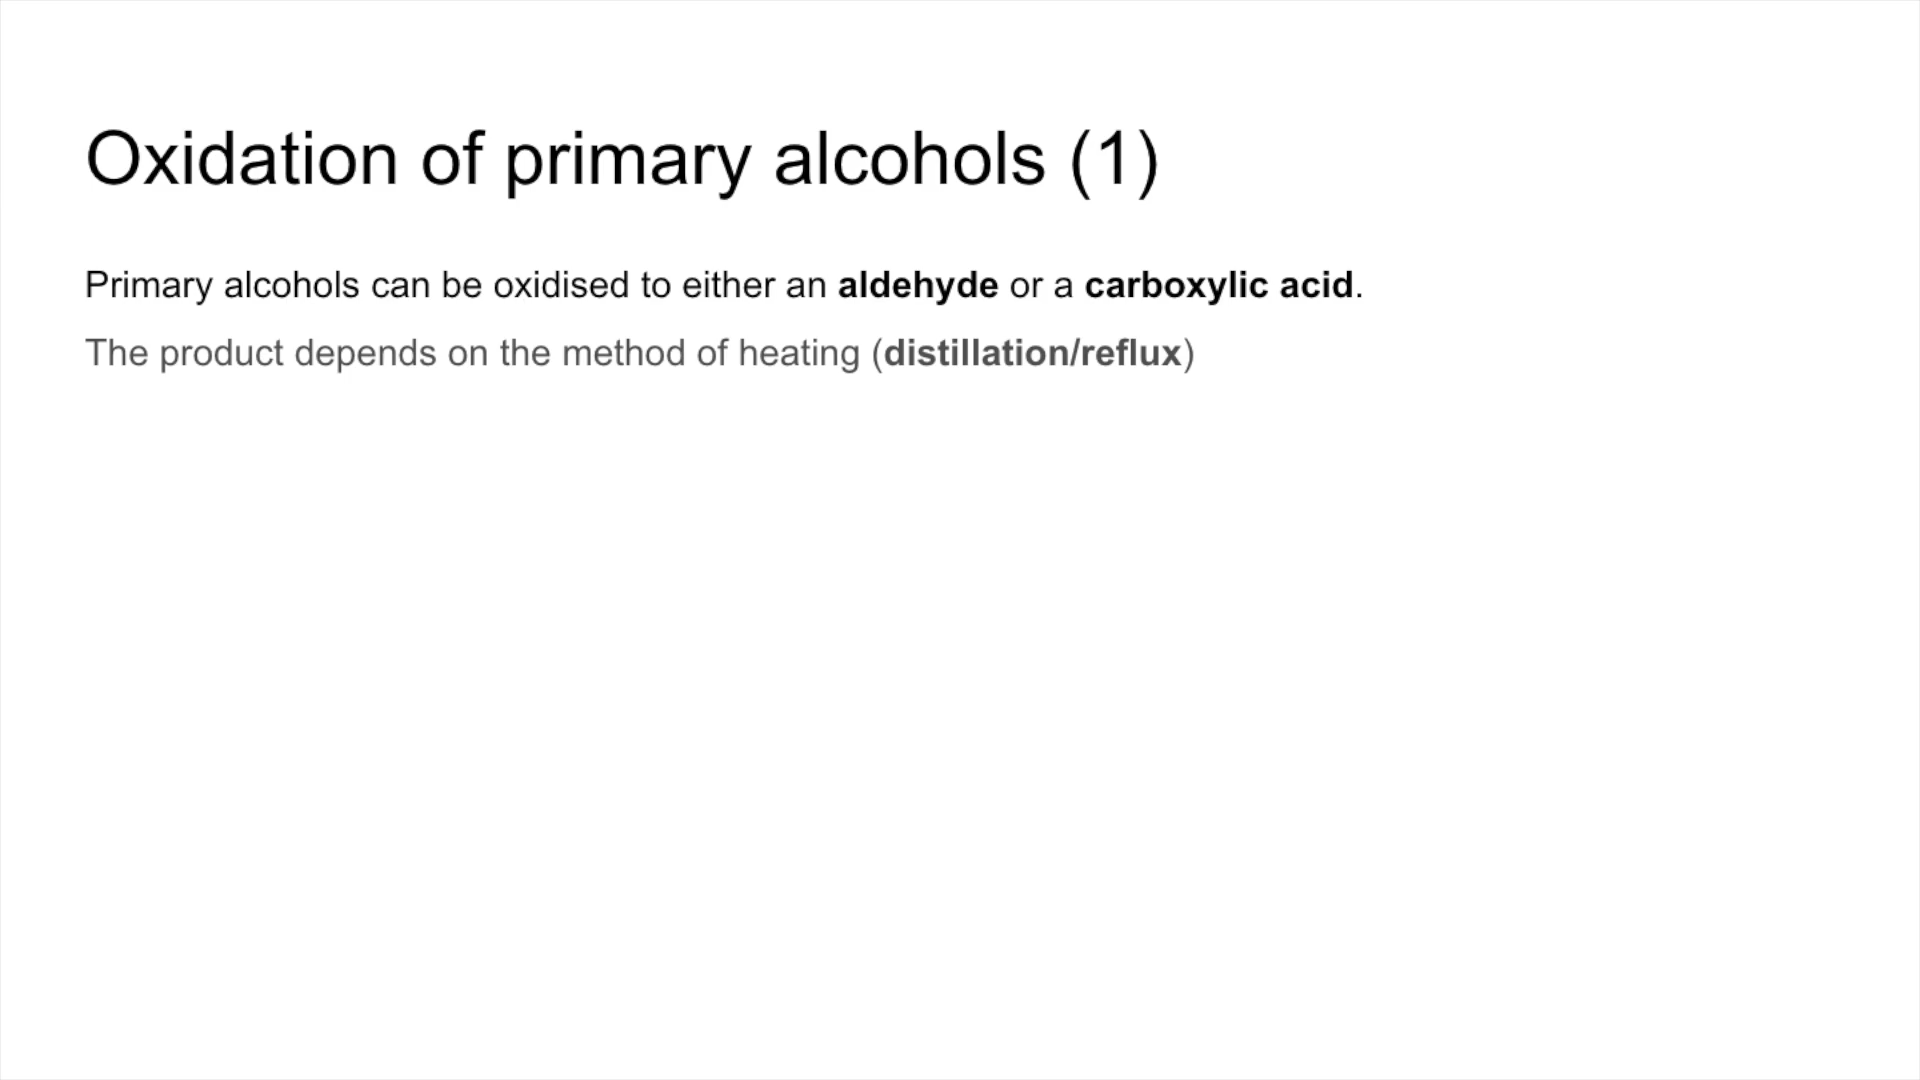 Oxidation of primary alcohols (1)
Primary alcohols can be oxidised to either an aldehyde or a carboxylic acid.
The product depends on the method of heating (distillation/reflux)